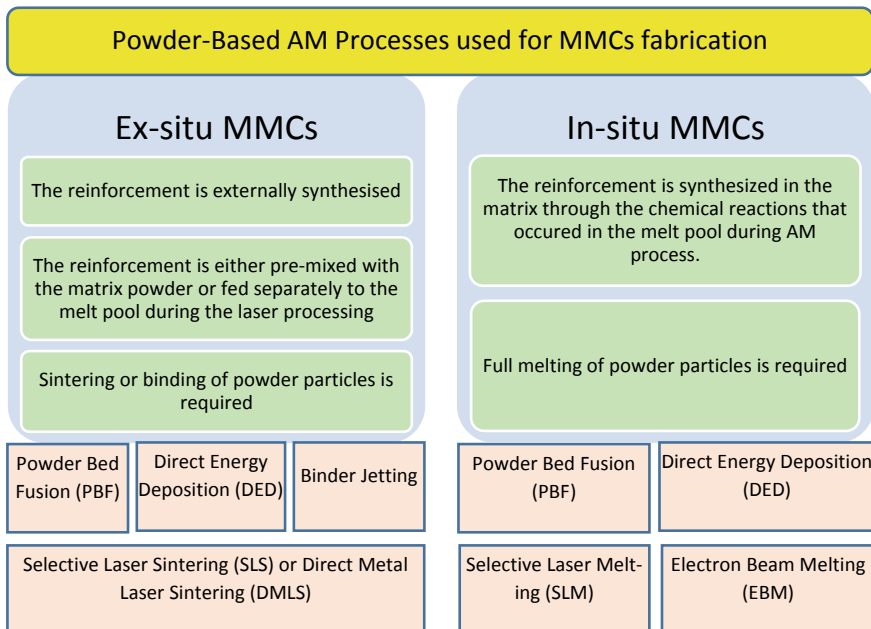 Powder-Based AM Processes used for MMCs fabrication
Ex-situ MMCs
The reinforcement is externally synthesised
The reinforcement is either pre-mixed with
the matrix powder or fed separately to the
melt pool during the laser processing
Sintering or binding of powder particles is
required
Powder Bed
Fusion (PBF)
Direct Energy
Deposition (DED)
Binder Jetting
Selective Laser Sintering (SLS) or Direct Metal
Laser Sintering (DMLS)
In-situ MMCs
The reinforcement is synthesized in the
matrix through the chemical reactions that
occured in the melt pool during AM
process.
Full melting of powder particles is required
Powder Bed Fusion
(PBF)
Direct Energy Deposition
(DED)
Selective Laser Melt-
ing (SLM)
Electron Beam Melting
(EBM)